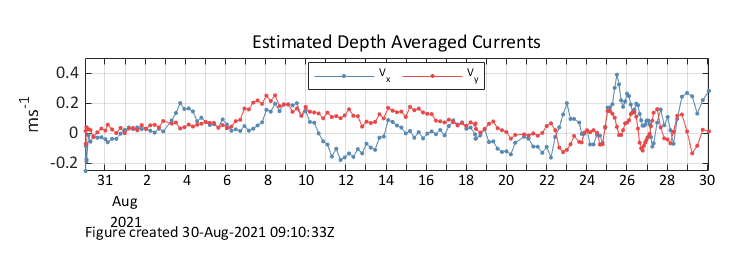 Estimated Depth Averaged Currents
Vx Vy
ms-1
0.4
0.2
0
-0.2
31 2 4 6 8 10 12 14 16 18 20 22 24 26 28 30
Aug
2021
Figure created 30-Aug-2021 09:10:33Z